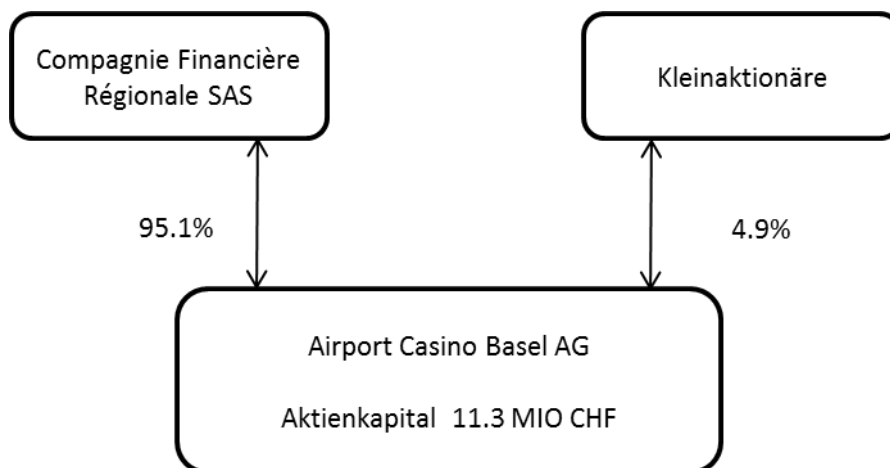 Compagnie Financière
Régionale SAS
Kleinaktionäre
95.1%
4.9%
Airport Casino Basel AG
Aktienkapital 11.3 MIO CHF